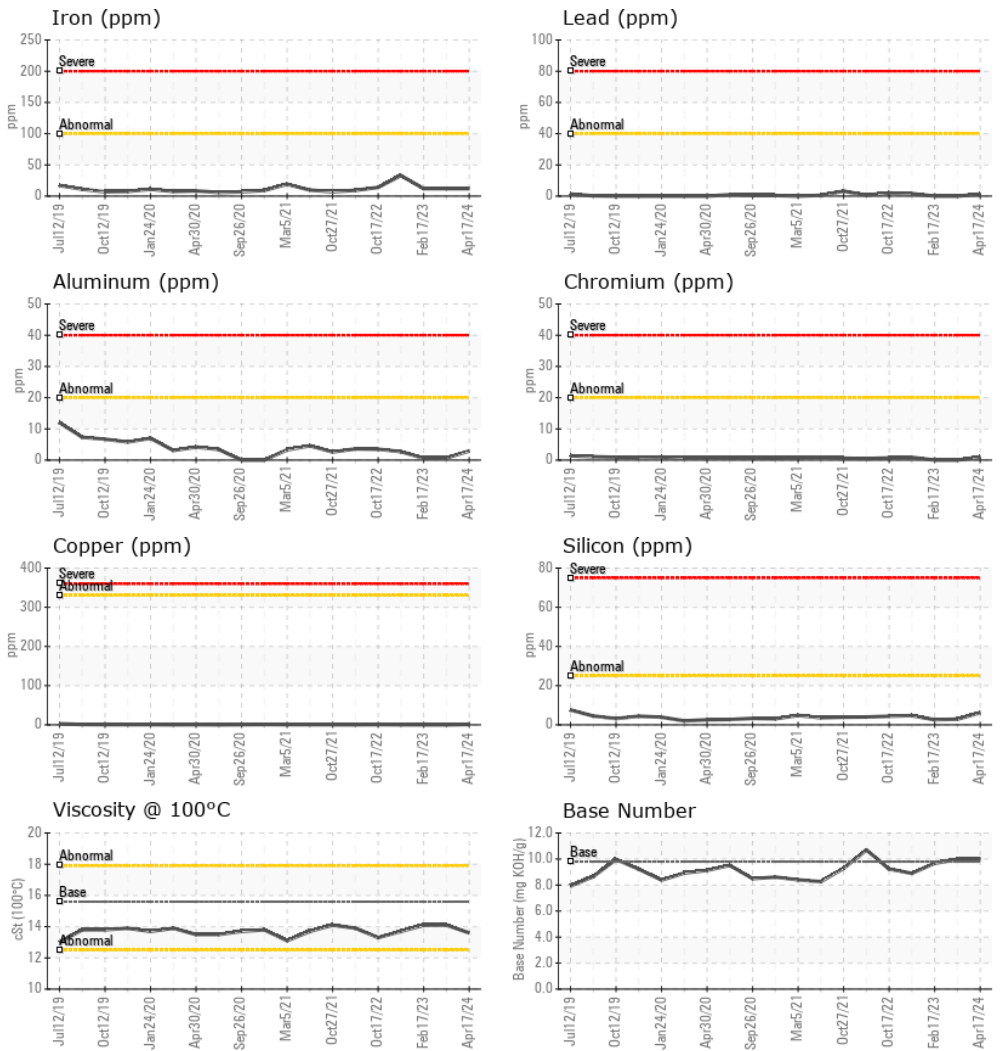 Iron (ppm)
250
200
150
100
50
0
ppm
Severe
Abnormal
Jul12/19
Oct12/19
Jan24/20
Apr30/20
Sep26/20
Mar5/21
Oct27/21
Oct17/22
Feb17/23
Apr17/24
Lead (ppm)
100
80
60
40
20
0
ppm
Severe
Abnormal
Jul12/19
Oct12/19
Jan24/20
Apr30/20
Sep26/20
Mar5/21
Oct27/21
Oct17/22
Feb17/23
Apr17/24
Aluminum (ppm)
50
40
30
20
10
0
ppm
Severe
Abnormal
Jul12/19
Oct12/19
Jan24/20
Apr30/20
Sep26/20
Mar5/21
Oct27/21
Oct17/22
Feb17/23
Apr17/24
Chromium (ppm)
50
40
30
20
10
0
ppm
Severe
Abnormal
Jul12/19
Oct12/19
Jan24/20
Apr30/20
Sep26/20
Mar5/21
Oct27/21
Oct17/22
Feb17/23
Apr17/24
Copper (ppm)
400
300
200
100
0
ppm
Severe
Abnormal
Jul12/19
Oct12/19
Jan24/20
Apr30/20
Sep26/20
Mar5/21
Oct27/21
Oct17/22
Feb17/23
Apr17/24
Silicon (ppm)
80
60
40
20
0
ppm
Severe
Abnormal
Jul12/19
Oct12/19
Jan24/20
Apr30/20
Sep26/20
Mar5/21
Oct27/21
Oct17/22
Feb17/23
Apr17/24
Viscosity @ 100°C
20
18
16
14
12
10
cSt (100°C)
Abnormal
Base
Abnormal
Jul12/19
Oct12/19
Jan24/20
Apr30/20
Sep26/20
Mar5/21
Oct27/21
Oct17/22
Feb17/23
Apr17/24
Base Number
12.0
10.0
8.0
6.0
4.0
2.0
0.0
Base Number (mg KOH/g)
Base
Jul12/19
Oct12/19
Jan24/20
Apr30/20
Sep26/20
Mar5/21
Oct27/21
Oct17/22
Feb17/23
Apr17/24